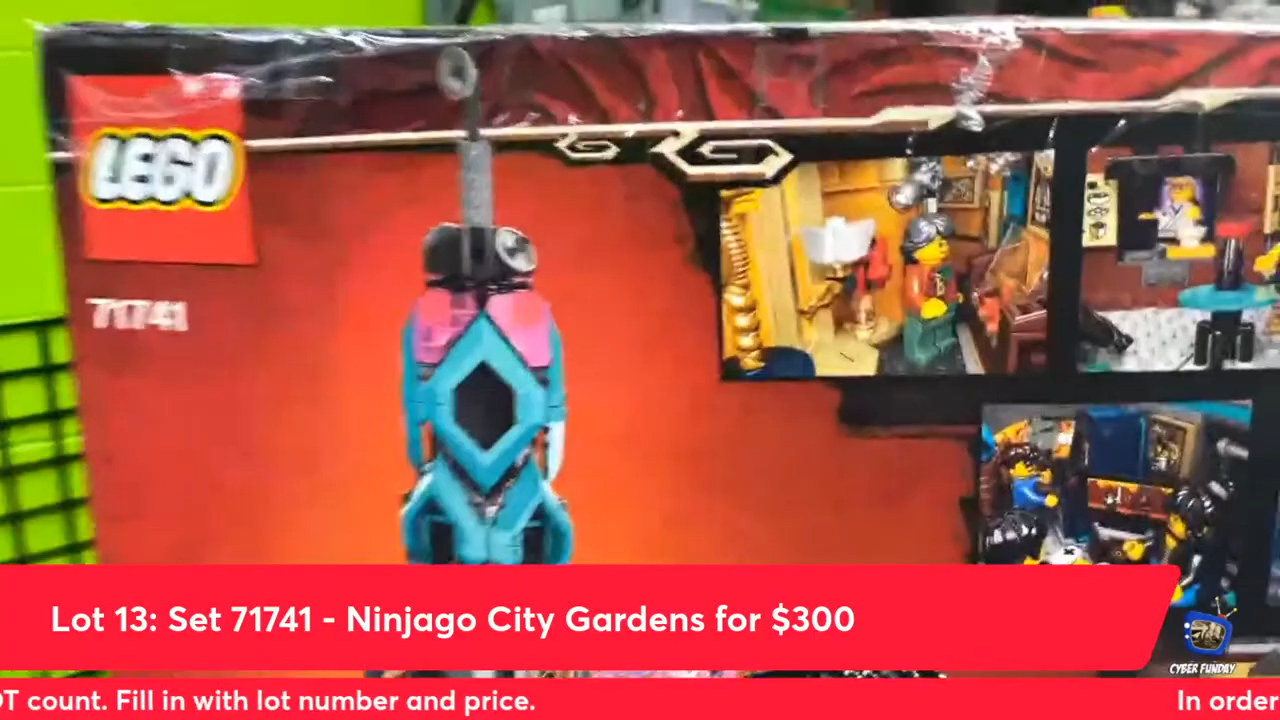 LEGO
71741
Lot 13: Set 71741 - Ninjago City Gardens for $300
CYBER FUNDAY
OT count. Fill in with lot number and price.
In order